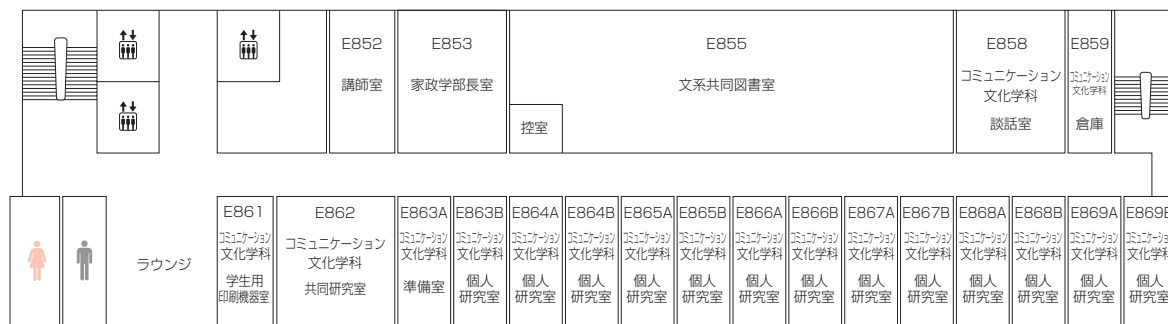 E852
講師室
E853
家政学部長室
E855
文系共同図書室
控室
E858
コミュニケーション
文化学科
談話室
E859
コミュニケーション
文化学科
倉庫
ラウンジ
E861
コミュニケーション
文化学科
学生用
印刷機器室
E862
コミュニケーション
文化学科
共同研究室
E863A
コミュニケーション
文化学科
準備室
E863B
コミュニケーション
文化学科
個人
研究室
E864A
コミュニケーション
文化学科
個人
研究室
E864B
コミュニケーション
文化学科
個人
研究室
E865A
コミュニケーション
文化学科
個人
研究室
E865B
コミュニケーション
文化学科
個人
研究室
E866A
コミュニケーション
文化学科
個人
研究室
E866B
コミュニケーション
文化学科
個人
研究室
E867A
コミュニケーション
文化学科
個人
研究室
E867B
コミュニケーション
文化学科
個人
研究室
E868A
コミュニケーション
文化学科
個人
研究室
E868B
コミュニケーション
文化学科
個人
研究室
E869A
コミュニケーション
文化学科
個人
研究室
E869B
コミュニケーション
文化学科
個人
研究室